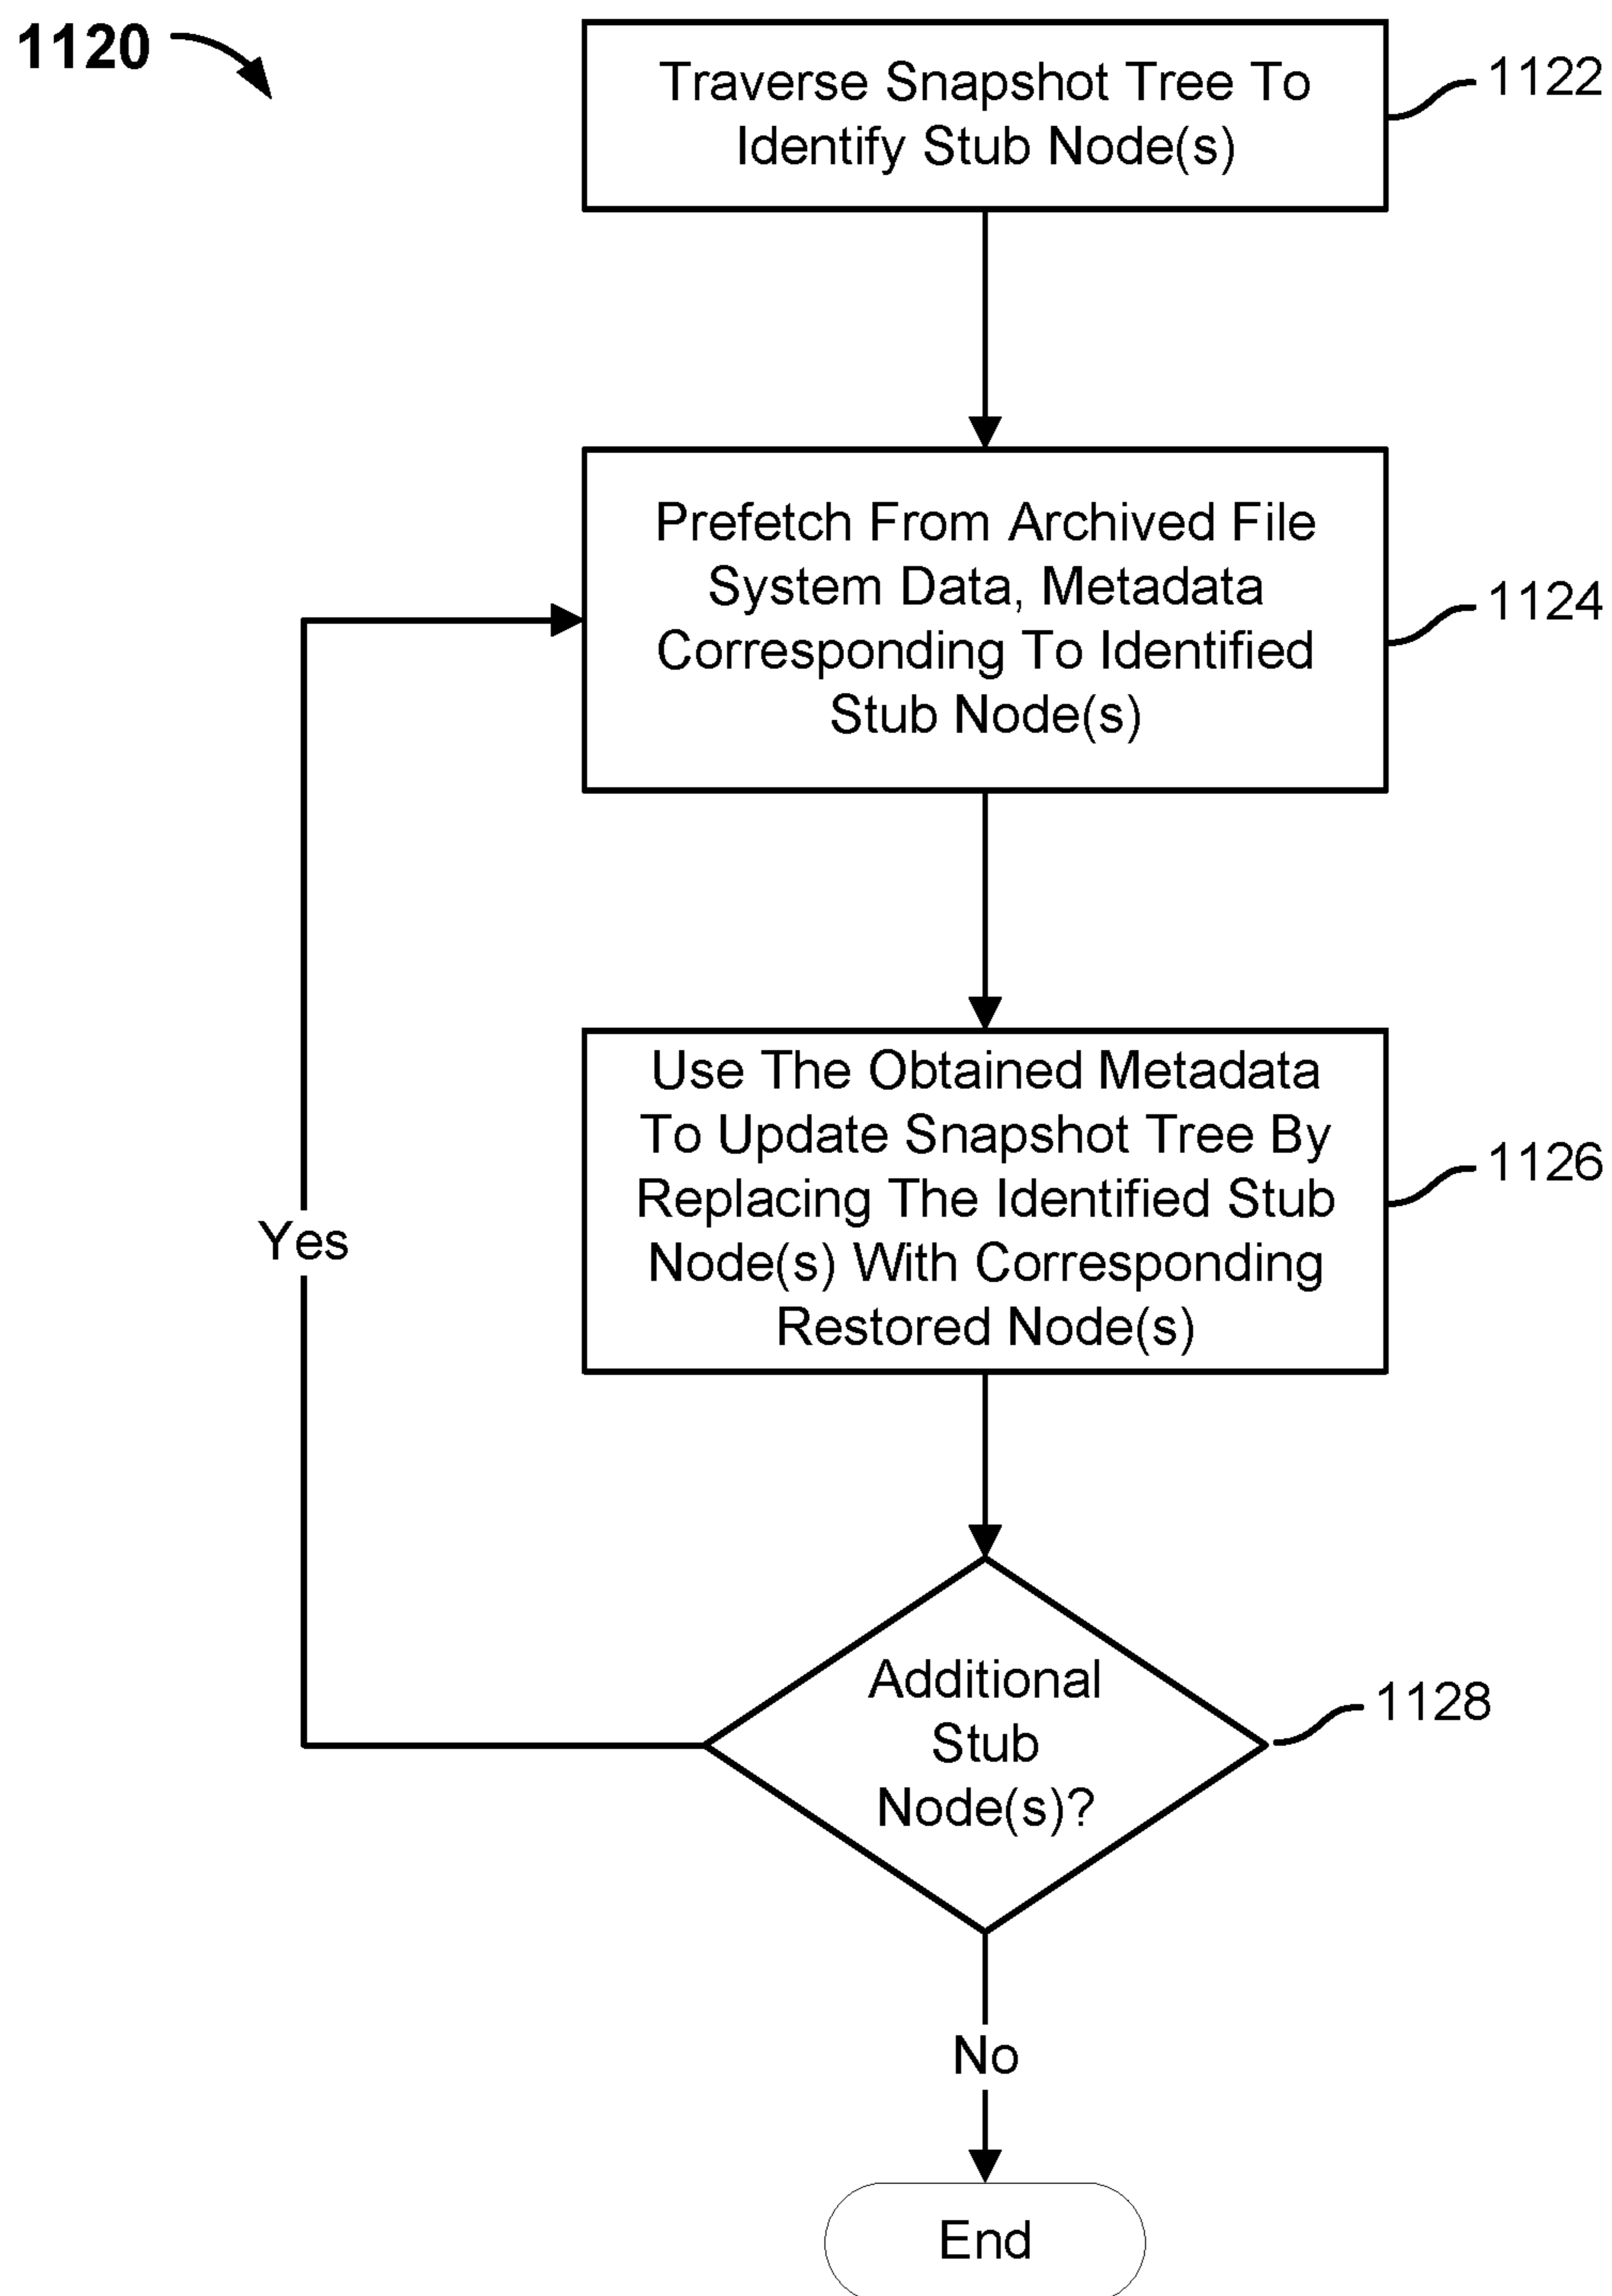 1120
Traverse Snapshot Tree To
Identify Stub Node(s)
1122
Prefetch From Archived File
System Data, Metadata
Corresponding To Identified
Stub Node(s)
1124
Use The Obtained Metadata
To Update Snapshot Tree By
Replacing The Identified Stub
Node(s) With Corresponding
Restored Node(s)
1126
Yes
Additional
Stub
Node(s)?
1128
No
End